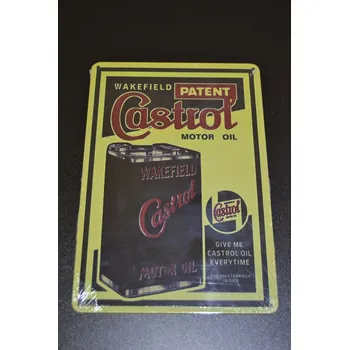 WAKEFIELD PATENT
Castrol
MOTOR OIL
WAKEFIELD
Castrol
MOTOR OIL
Castrol
GIVE ME
CASTROL OIL
EVERYTIME